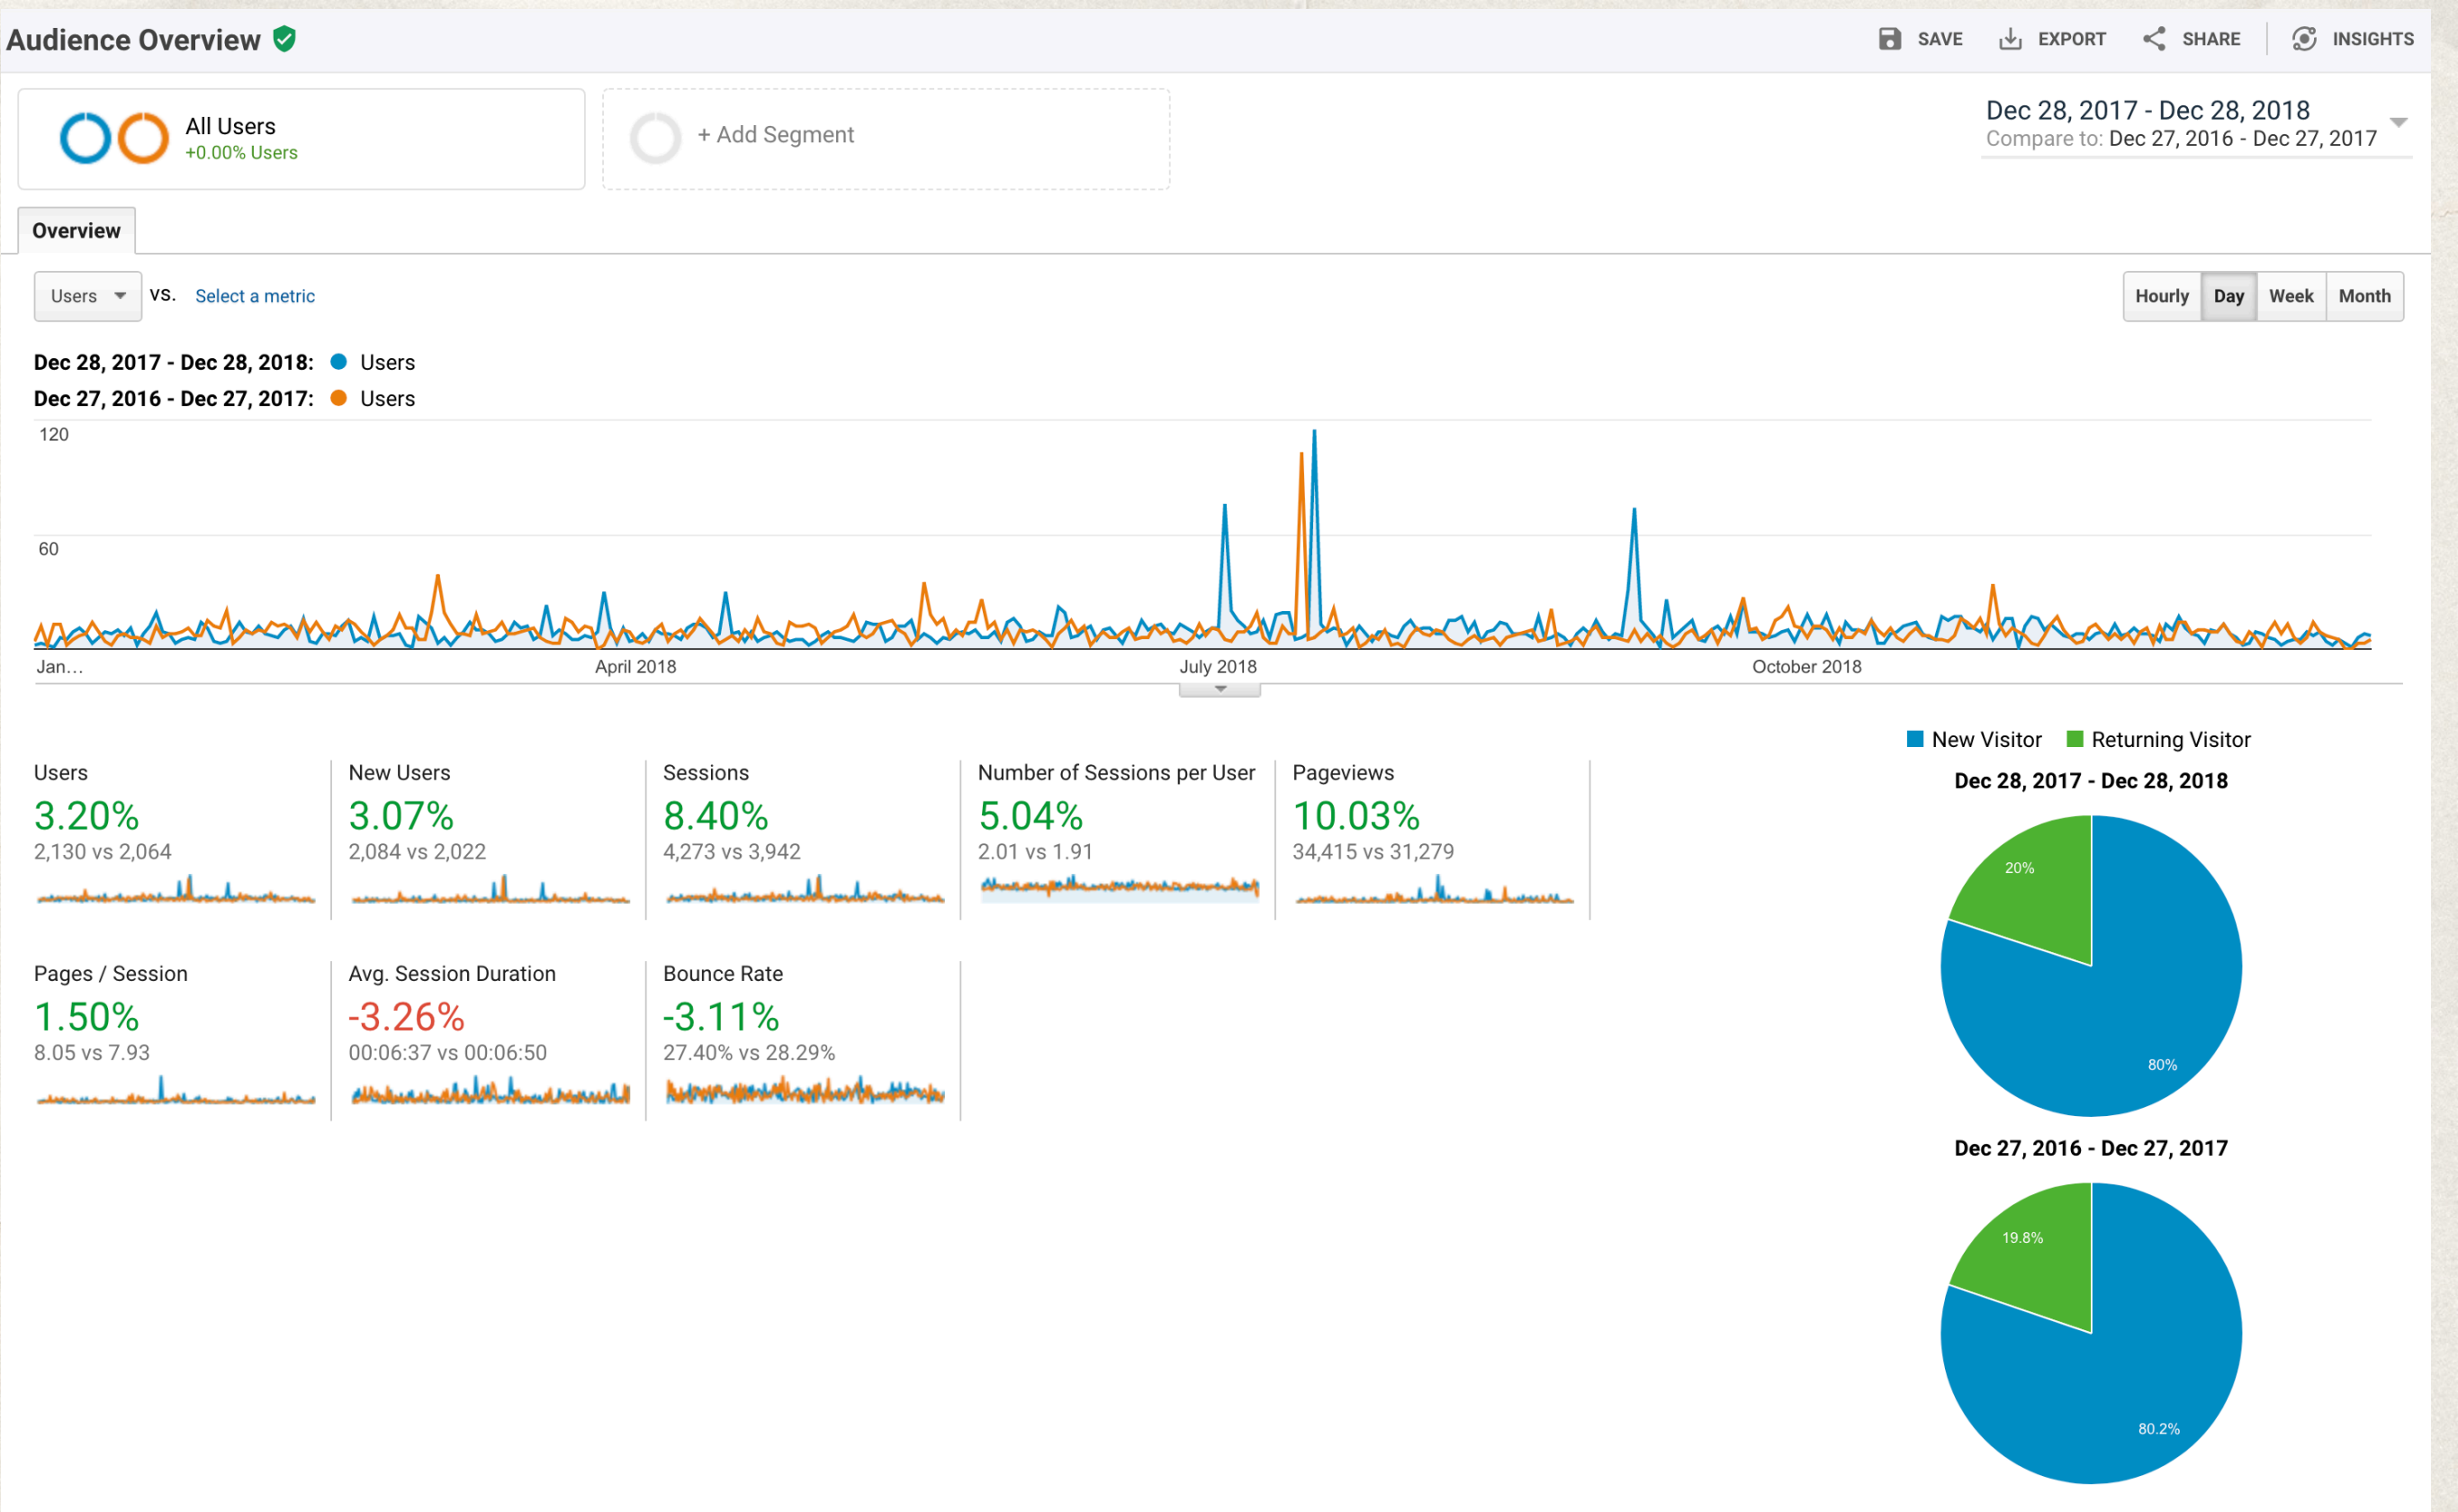 Audience Overview
SAVE
EXPORT
SHARE
INSIGHTS
All Users
+0.00% Users
+ Add Segment
Dec 28, 2017 - Dec 28, 2018
Compare to: Dec 27, 2016 - Dec 27, 2017
Overview
Users
VS.
Select a metric
Hourly
Day
Week
Month
Dec 28, 2017 - Dec 28, 2018: Users
Dec 27, 2016 - Dec 27, 2017: Users
120
60
Jan...
April 2018
July 2018
October 2018
Users
3.20%
2,130 vs 2,064
New Users
3.07%
2,084 vs 2,022
Sessions
8.40%
4,273 vs 3,942
Number of Sessions per User
5.04%
2.01 vs 1.91
Pageviews
10.03%
34,415 vs 31,279
Pages / Session
1.50%
8.05 vs 7.93
Avg. Session Duration
-3.26%
00:06:37 vs 00:06:50
Bounce Rate
-3.11%
27.40% vs 28.29%
New Visitor
Returning Visitor
Dec 28, 2017 - Dec 28, 2018
20%
80%
Dec 27, 2016 - Dec 27, 2017
19.8%
80.2%